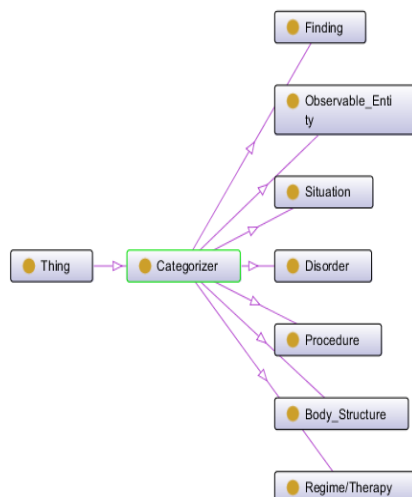 Finding
Observable_Enti
ty
Situation
Thing
Categorizer
Disorder
Procedure
Body_Structure
Regime/Therapy